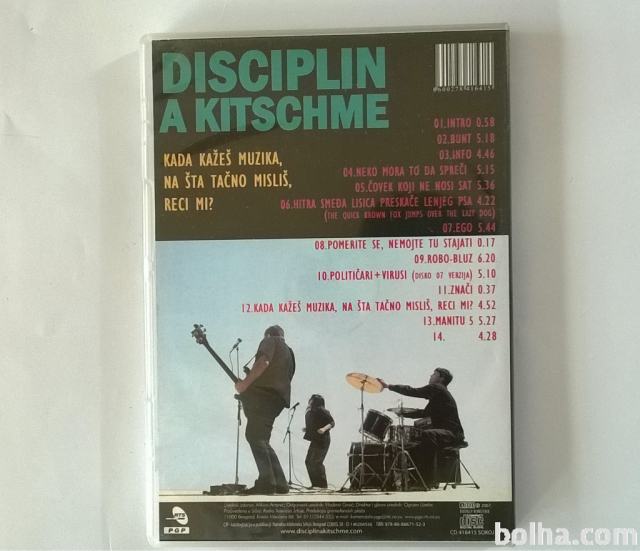 DISCIPLIN
A KITSCHME
KADA KAŽEŠ MUZIKA,
NA ŠTA TAČNO MISLIŠ,
RECI MI?
01.INTRO 0.58
02.BUNT 5.18
03.INFO 4.46
04.NEKO MORA TO DA SPREČI 5.15
05.ČOVEK KOJI NE NOSI SAT 5.36
06.HITRA SMEĐA LISICA PRESKAČE LENJEG PSA 4.22
(THE QUICK BROWN FOX JUMPS OVER THE LAZY DOG)
07.EGO 5.44
08.POMERITE SE, NEMOJTE TU STAJATI 0.17
09.ROBO-BLUZ 6.20
10.POLITIČARI+VIRUSI (DISKO 07 VERZIJA) 5.10
11.ZNAČI 0.37
12.KADA KAŽEŠ MUZIKA, NA ŠTA TAČNO MISLIŠ, RECI MI? 4.52
13.MANITU 5 5.27
14. 4.28
RTS
PGP
www.disciplinakitschme.com
bolha.com